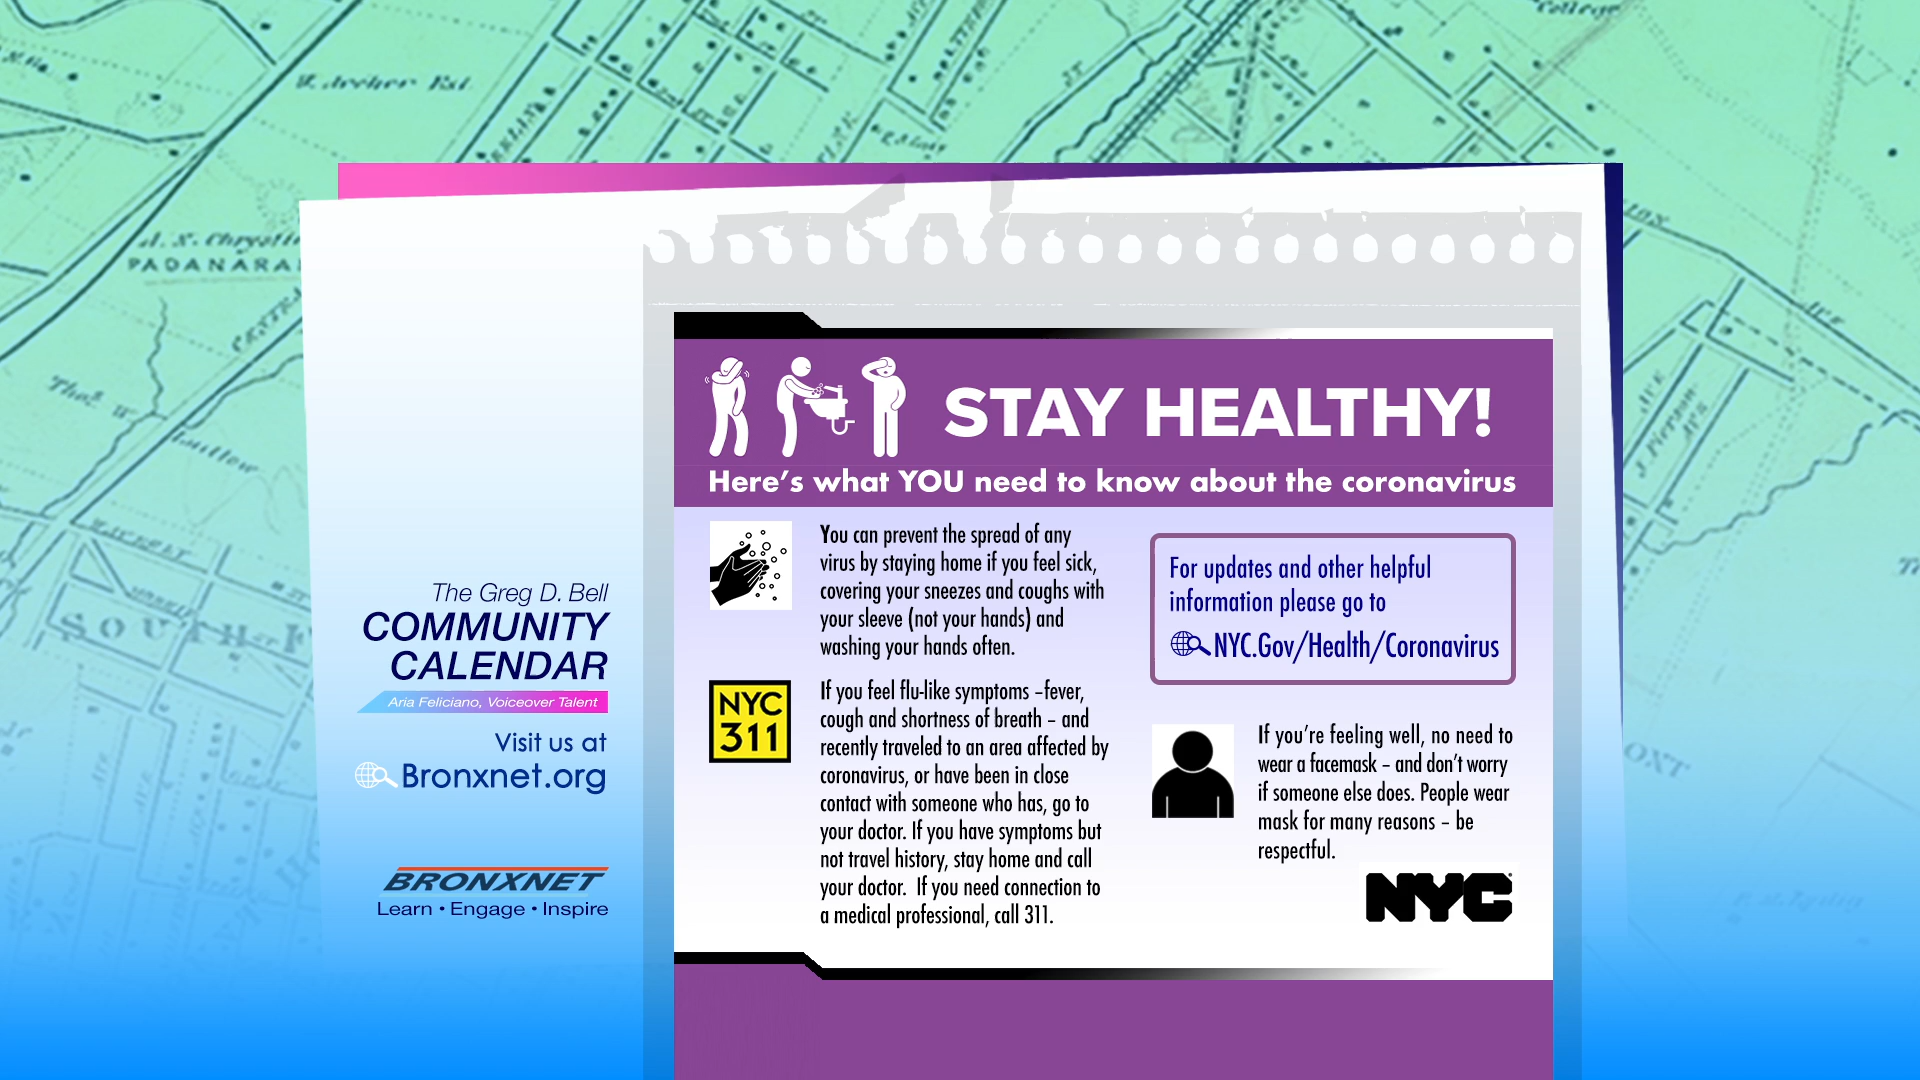 College
PADANARA
The Greg D. Bell
COMMUNITY
CALENDAR
Aria Feliciano, Voiceover Talent
Visit us at
Bronxnet.org
BRONXNET
Learn • Engage • Inspire
STAY HEALTHY!
Here's what YOU need to know about the coronavirus
You can prevent the spread of any
virus by staying home if you feel sick,
covering your sneezes and coughs with
your sleeve (not your hands) and
washing your hands often.
NYC
311
If you feel flu-like symptoms –fever,
cough and shortness of breath – and
recently traveled to an area affected by
coronavirus, or have been in close
contact with someone who has, go to
your doctor. If you have symptoms but
not travel history, stay home and call
your doctor.  If you need connection to
a medical professional, call 311.
For updates and other helpful
information please go to
NYC.Gov/Health/Coronavirus
If you're feeling well, no need to
wear a facemask – and don't worry
if someone else does. People wear
mask for many reasons – be
respectful.
NYC